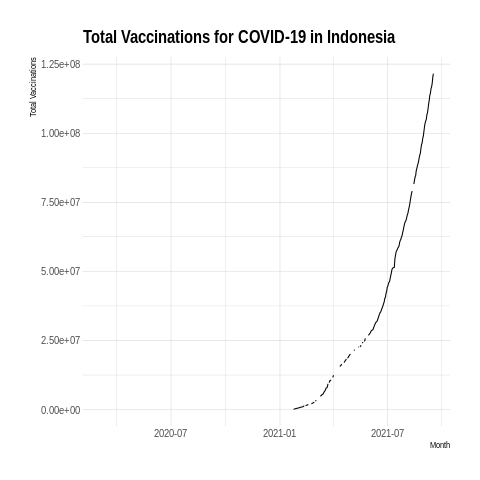 Total Vaccinations for COVID-19 in Indonesia
Total Vaccinations
1.25e+08
1.00e+08
7.50e+07
5.00e+07
2.50e+07
0.00e+00
2020-07
2021-01
2021-07
Month